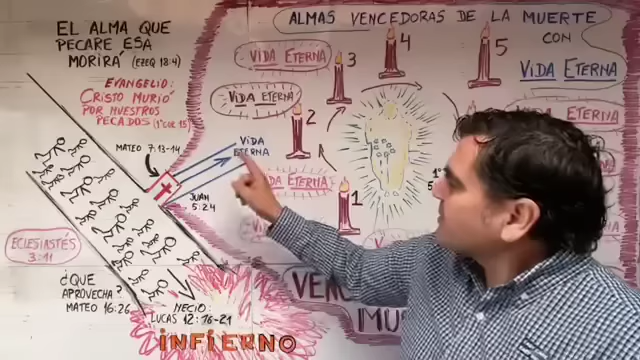 EL ALMA QUE
PECARE ESA
MORIRÁ (EZEQ 18:4)
EVANGELIO:
CRISTO MURIÓ
POR NUESTROS
PECADOS (1ªCOR 15)
MATEO 7:13-14
VIDA
ETERNA
JUAN
5:24
ECLESIASTÉS
3:11
¿QUE
APROVECHA?
MATEO 16:26
NECIO
LUCAS 12:16-21
INFIERNO
ALMAS VENCEDORAS DE LA MUERTE
CON
VIDA ETERNA
VIDA ETERNA
VIDA ETERNA
VIDA ETERNA
VIDA ETERNA
1
2
3
4
5